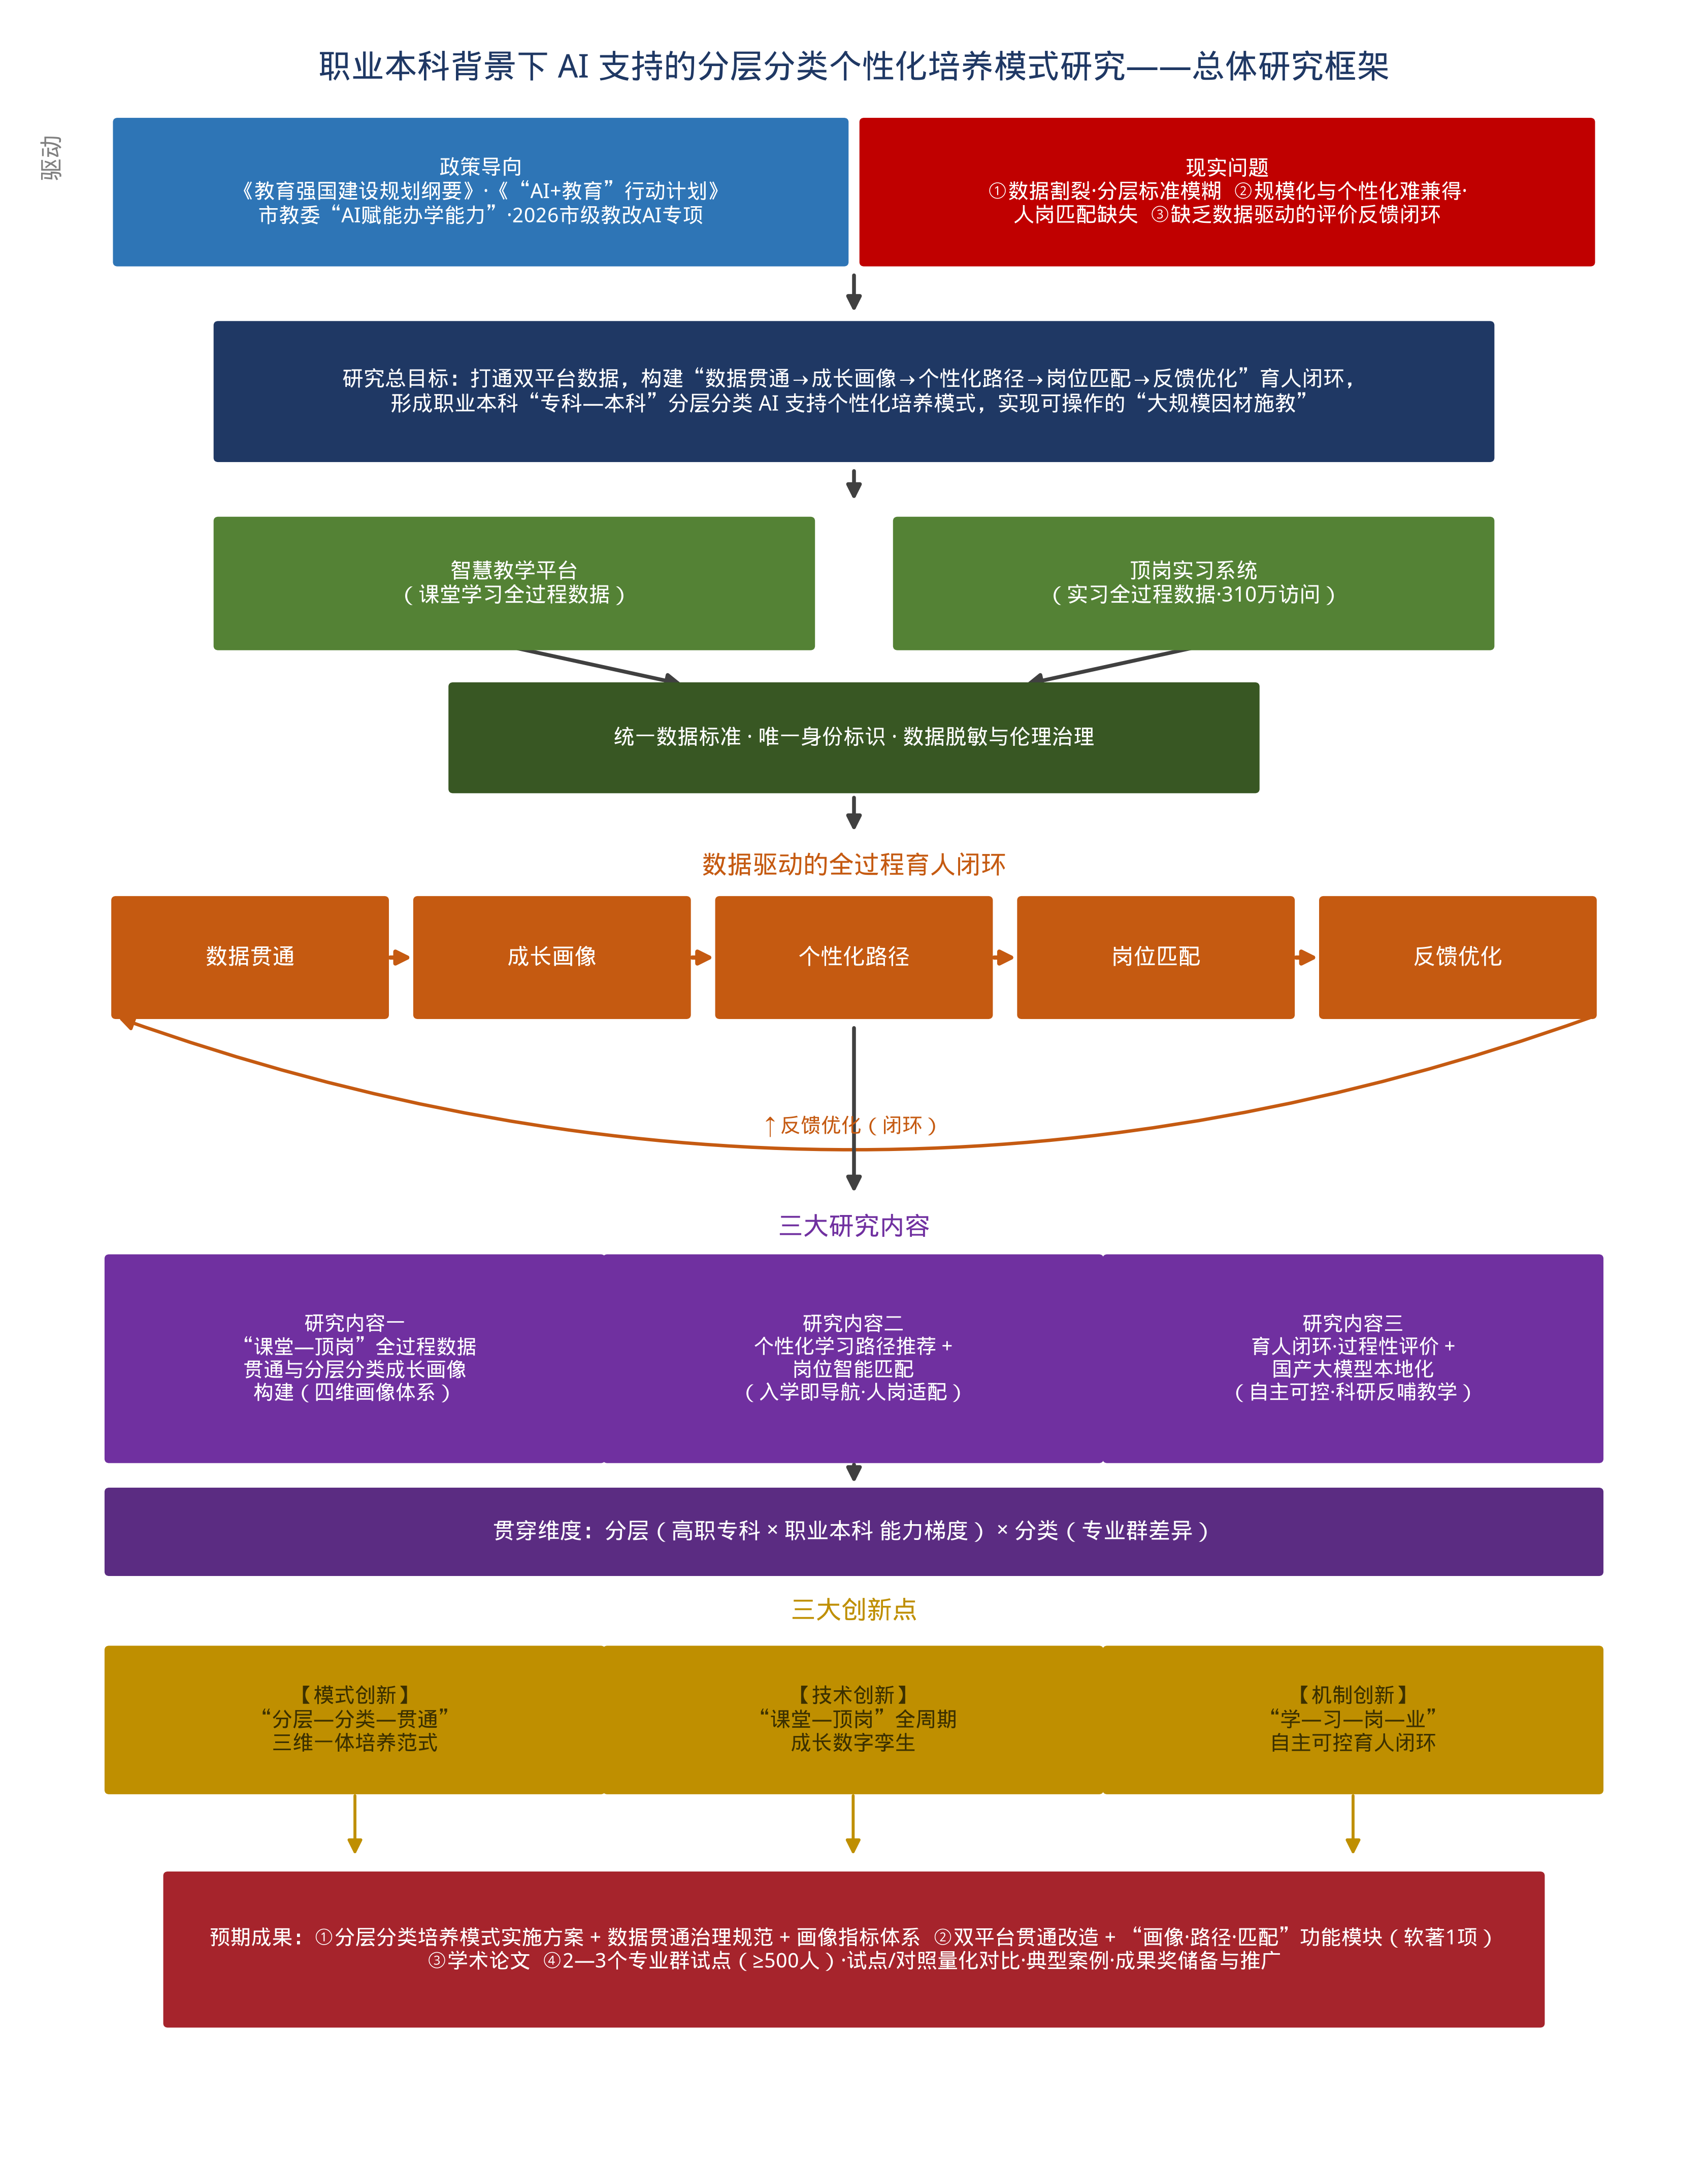 职业本科背景下 AI 支持的分层分类个性化培养模式研究——总体研究框架
驱动
政策导向
《教育强国建设规划纲要》·《“AI+教育”行动计划》
市教委“AI赋能办学能力”·2026市级教改AI专项
现实问题
①数据割裂·分层标准模糊 ②规模化与个性化难兼得·
人岗匹配缺失 ③缺乏数据驱动的评价反馈闭环
研究总目标：打通双平台数据，构建“数据贯通→成长画像→个性化路径→岗位匹配→反馈优化”育人闭环，
形成职业本科“专科—本科”分层分类 AI 支持个性化培养模式，实现可操作的“大规模因材施教”
智慧教学平台
（课堂学习全过程数据）
顶岗实习系统
（实习全过程数据·310万访问）
统一数据标准 · 唯一身份标识 · 数据脱敏与伦理治理
数据驱动的全过程育人闭环
数据贯通
成长画像
个性化路径
岗位匹配
反馈优化
↑反馈优化（闭环）
三大研究内容
研究内容一
“课堂—顶岗”全过程数据
贯通与分层分类成长画像
构建（四维画像体系）
研究内容二
个性化学习路径推荐 +
岗位智能匹配
（入学即导航·人岗适配）
研究内容三
育人闭环·过程性评价 +
国产大模型本地化
（自主可控·科研反哺教学）
贯穿维度：分层（高职专科 × 职业本科 能力梯度）× 分类（专业群差异）
三大创新点
【模式创新】
“分层—分类—贯通”
三维一体培养范式
【技术创新】
“课堂—顶岗”全周期
成长数字孪生
【机制创新】
“学—习—岗—业”
自主可控育人闭环
预期成果：①分层分类培养模式实施方案 + 数据贯通治理规范 + 画像指标体系 ②双平台贯通改造 + “画像·路径·匹配”功能模块（软著1项）
③学术论文 ④2—3个专业群试点（≥500人）·试点/对照量化对比·典型案例·成果奖储备与推广